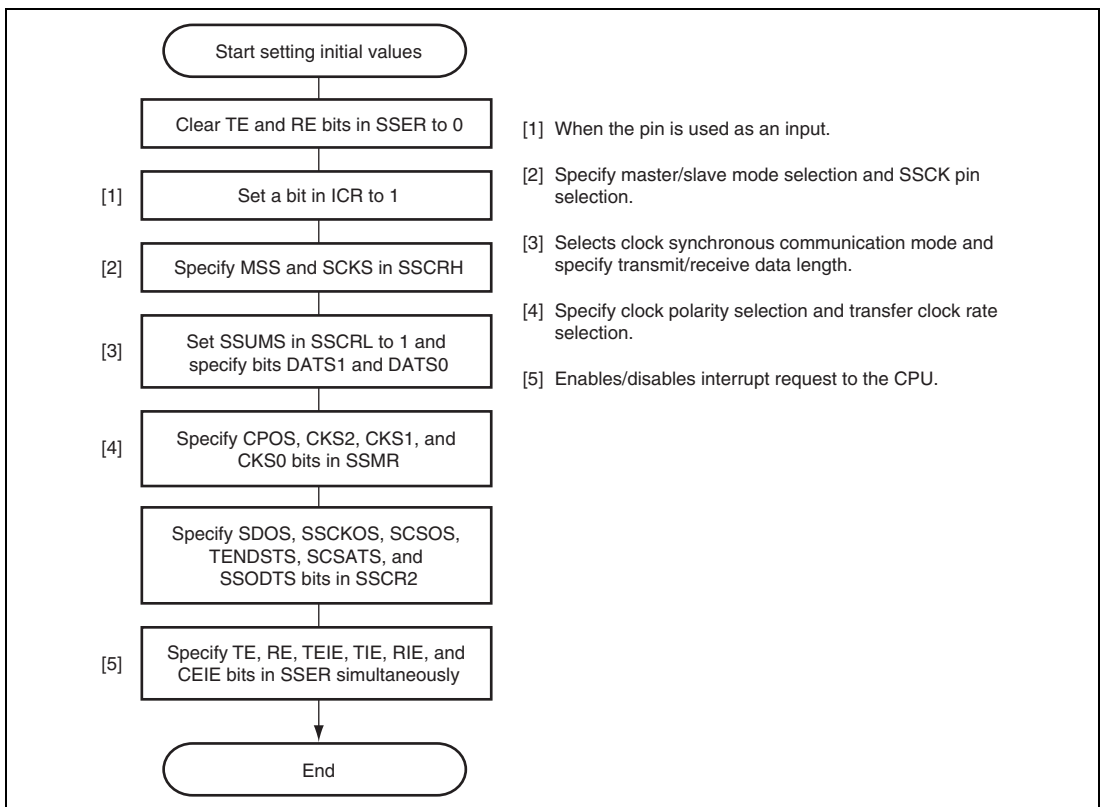 Start setting initial values
Clear TE and RE bits in SSER to 0
[1]
Set a bit in ICR to 1
[2]
Specify MSS and SCKS in SSCRH
[3]
Set SSUMS in SSCRL to 1 and
specify bits DATS1 and DATS0
[4]
Specify CPOS, CKS2, CKS1, and
CKS0 bits in SSMR
Specify SDOS, SSCKOS, SCSOS,
TENDSTS, SCSATS, and
SSODTS bits in SSCR2
[5]
Specify TE, RE, TEIE, TIE, RIE, and
CEIE bits in SSER simultaneously
End
[1] When the pin is used as an input.
[2] Specify master/slave mode selection and SSCK pin
selection.
[3] Selects clock synchronous communication mode and
specify transmit/receive data length.
[4] Specify clock polarity selection and transfer clock rate
selection.
[5] Enables/disables interrupt request to the CPU.